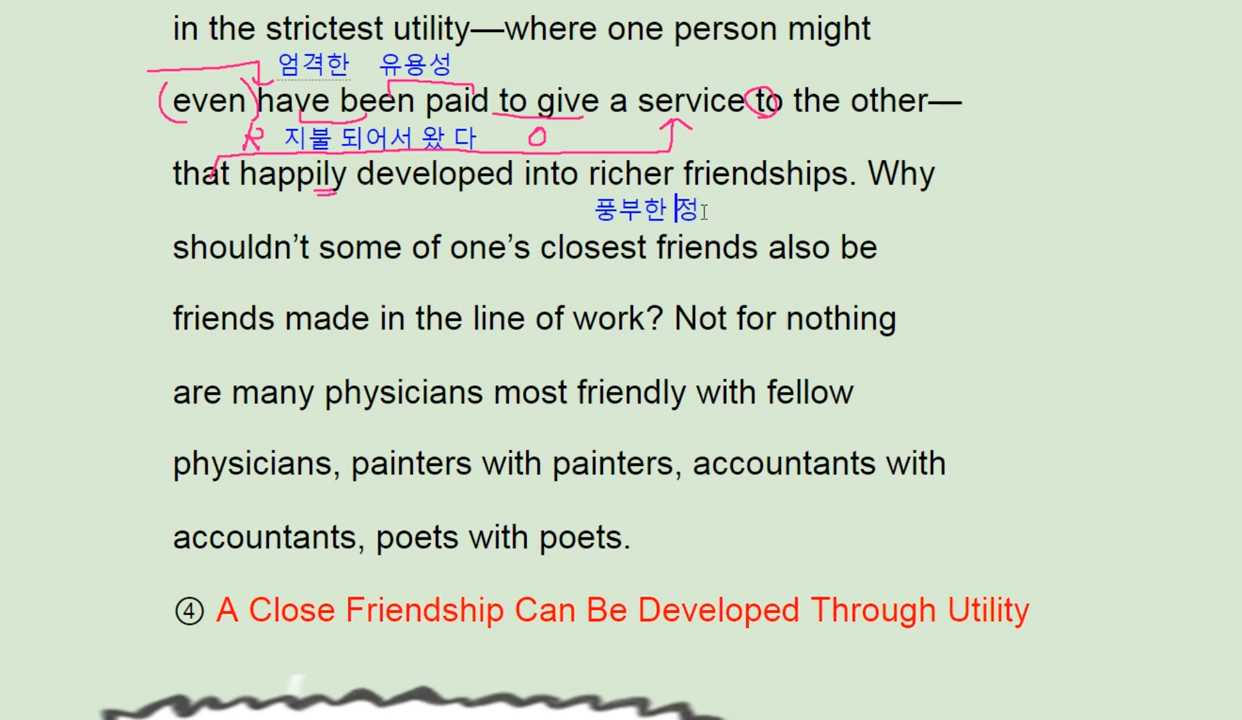 in the strictest utility—where one person might
엄격한 유용성
even have been paid to give a service to the other—
지불 되어서 왔 다
that happily developed into richer friendships. Why
풍부한 정
shouldn’t some of one’s closest friends also be
friends made in the line of work? Not for nothing
are many physicians most friendly with fellow
physicians, painters with painters, accountants with
accountants, poets with poets.
④ A Close Friendship Can Be Developed Through Utility